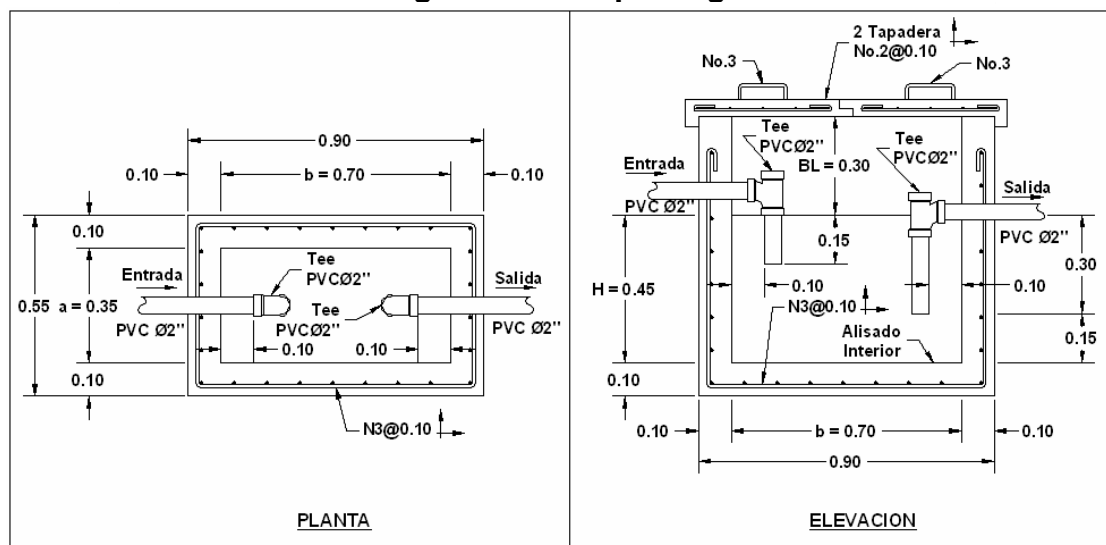 0.90
0.10
b = 0.70
0.10
0.10
Entrada
Tee
PVCØ2"
Salida
0.55
a = 0.35
Tee
PVCØ2"
PVC Ø2"
PVC Ø2"
0.10
0.10
0.10
N3@0.10
PLANTA
2 Tapadera
No.2@0.10
No.3
No.3
Tee
PVCØ2"
Tee
PVCØ2"
BL = 0.30
Entrada
PVC Ø2"
Salida
PVC Ø2"
0.15
0.30
H = 0.45
0.10
0.10
N3@0.10
Alisado
Interior
0.15
0.10
0.10
b = 0.70
0.10
0.90
ELEVACION